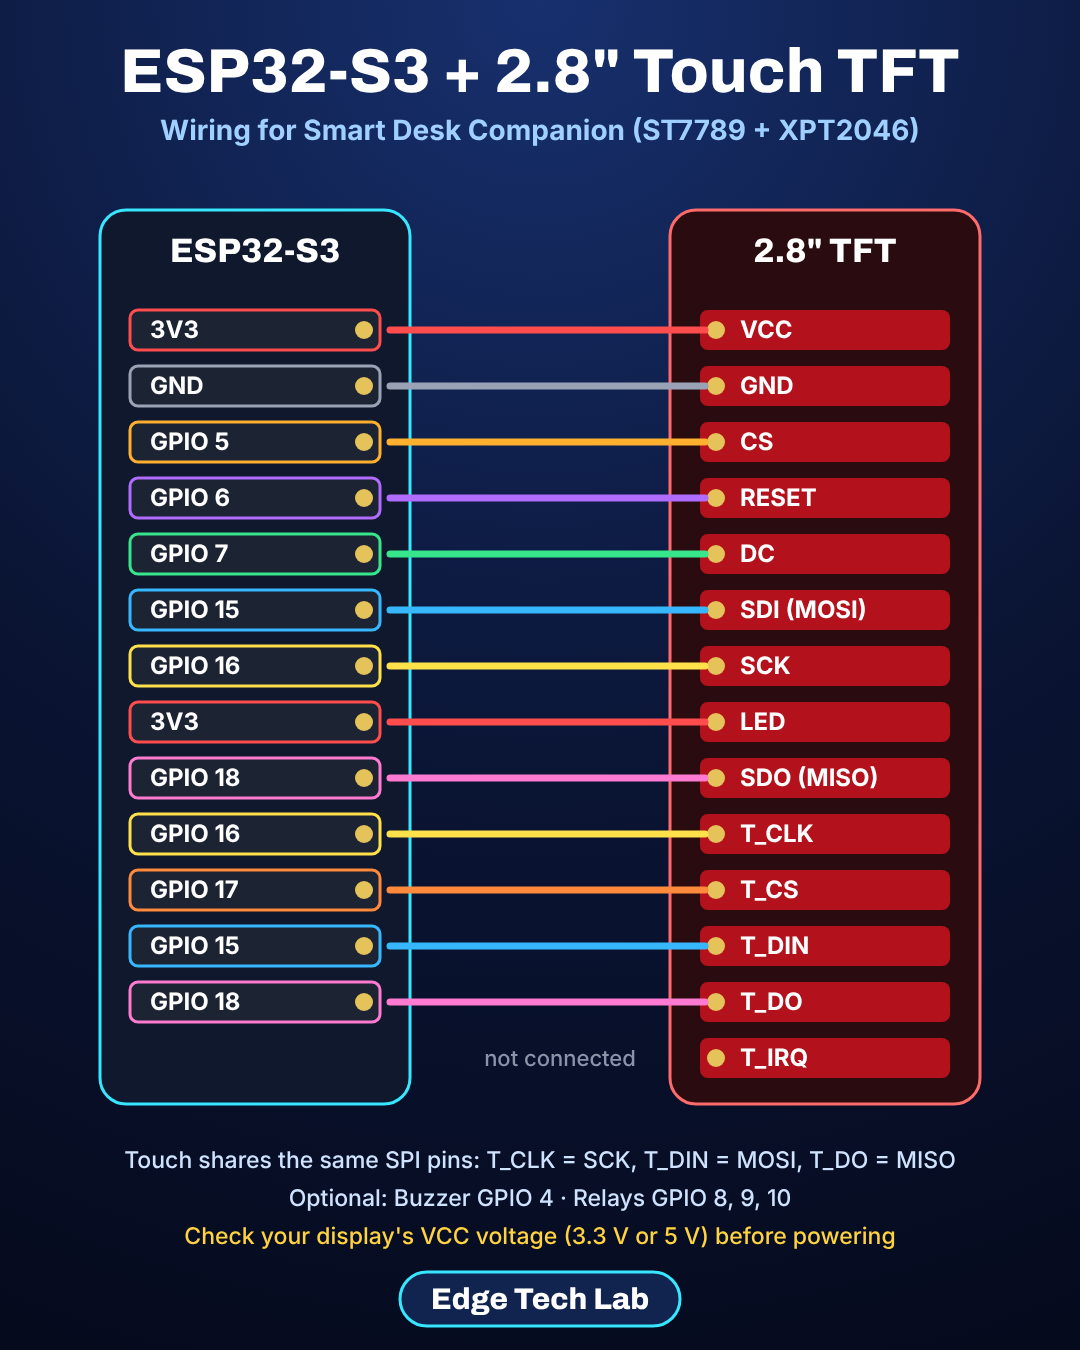 ESP32-S3 + 2.8" Touch TFT
Wiring for Smart Desk Companion (ST7789 + XPT2046)
ESP32-S3
2.8" TFT
3V3
VCC
GND
GND
GPIO 5
CS
GPIO 6
RESET
GPIO 7
DC
GPIO 15
SDI (MOSI)
GPIO 16
SCK
3V3
LED
GPIO 18
SDO (MISO)
GPIO 16
T_CLK
GPIO 17
T_CS
GPIO 15
T_DIN
GPIO 18
T_DO
not connected
T_IRQ
Touch shares the same SPI pins: T_CLK = SCK, T_DIN = MOSI, T_DO = MISO
Optional: Buzzer GPIO 4 · Relays GPIO 8, 9, 10
Check your display's VCC voltage (3.3 V or 5 V) before powering
Edge Tech Lab